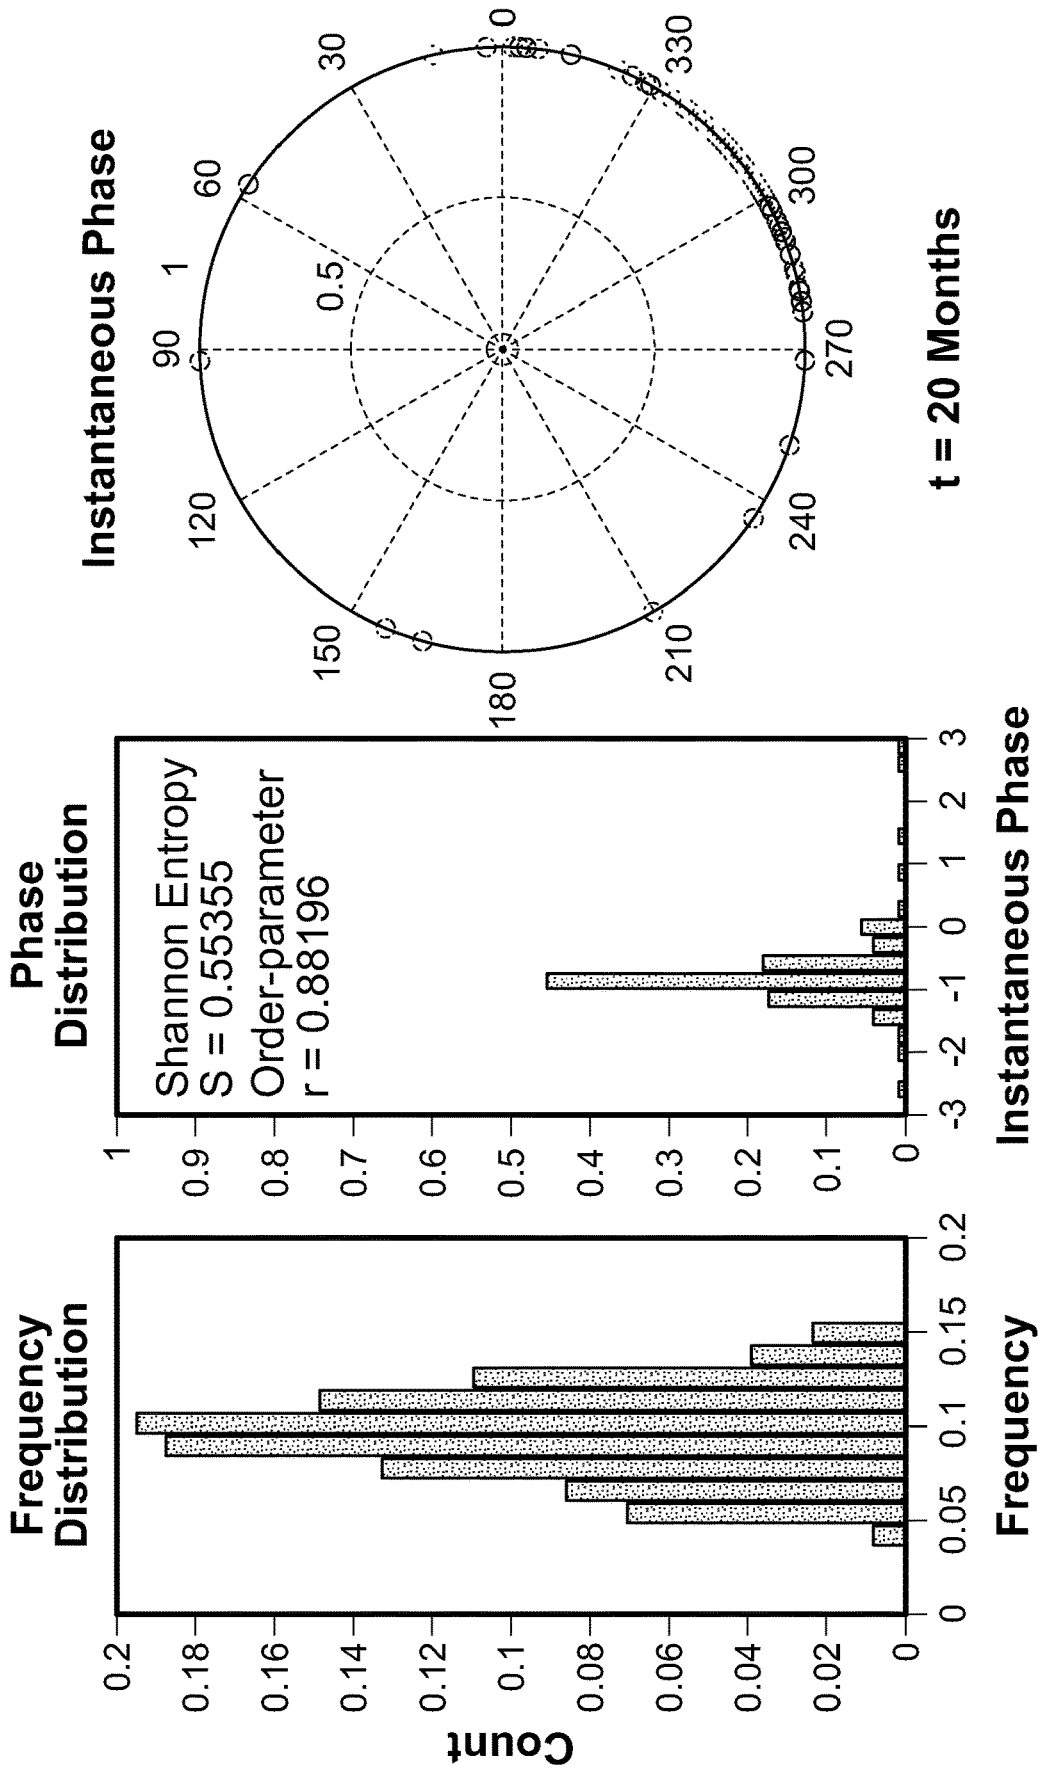 Frequency
Distribution
Count
0.2
0.18
0.16
0.14
0.12
0.1
0.08
0.06
0.04
0.02
0
0 0.05 0.1 0.15 0.2
Frequency
Phase
Distribution
Shannon Entropy
S = 0.55355
Order-parameter
r = 0.88196
1
0.9
0.8
0.7
0.6
0.5
0.4
0.3
0.2
0.1
0
-3 -2 -1 0 1 2 3
Instantaneous Phase
Instantaneous Phase
90
1
120
60
0.5
150
30
180
0
210
330
240
300
270
t = 20 Months